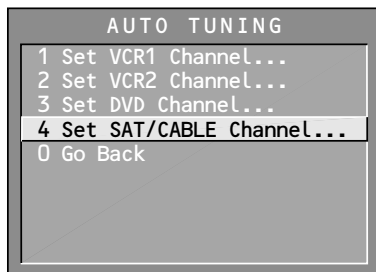 AUTO TUNING
1 Set VCR1 Channel...
2 Set VCR2 Channel...
3 Set DVD Channel...
4 Set SAT/CABLE Channel...
0 Go Back